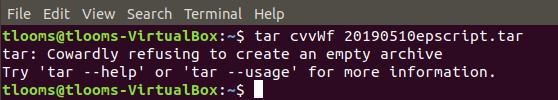 File Edit View Search Terminal Help
tlooms@tlooms-VirtualBox:~$ tar cvvWf 20190510epscript.tar
tar: Cowardly refusing to create an empty archive
Try 'tar --help' or 'tar --usage' for more information.
tlooms@tlooms-VirtualBox:~$